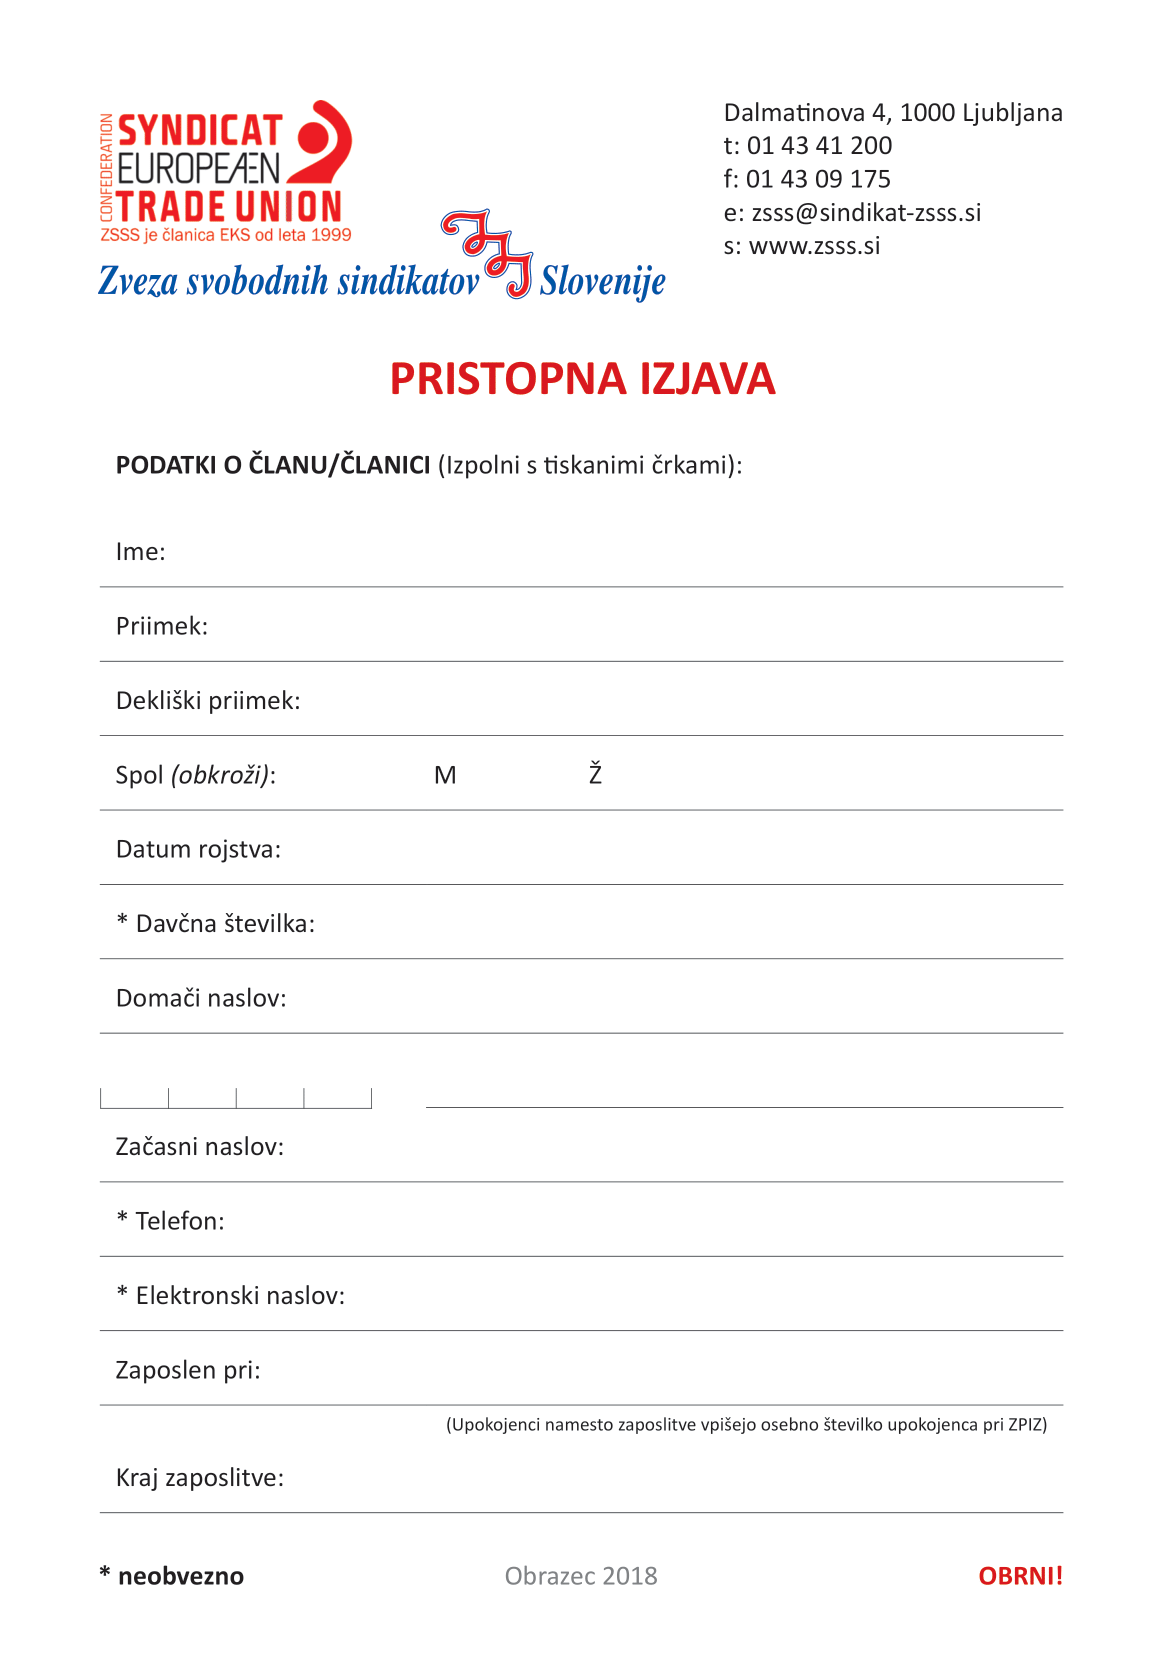 CONFEDERATION
SYNDICAT
EUROPEÆN
TRADE UNION
ZSSS je članica EKS od leta 1999
Zveza svobodnih sindikatov Slovenije
Dalmatinova 4, 1000 Ljubljana
t: 01 43 41 200
f: 01 43 09 175
e: zsss@sindikat-zsss.si
s: www.zsss.si
PRISTOPNA IZJAVA
PODATKI O ČLANU/ČLANICI (Izpolni s tiskanimi črkami):
Ime:
Priimek:
Dekliški priimek:
Spol (obkroži): M Ž
Datum rojstva:
* Davčna številka:
Domači naslov:
Začasni naslov:
* Telefon:
* Elektronski naslov:
Zaposlen pri:
(Upokojenci namesto zaposlitve vpišejo osebno številko upokojenca pri ZPIZ)
Kraj zaposlitve:
* neobvezno Obrazec 2018 OBRNI!